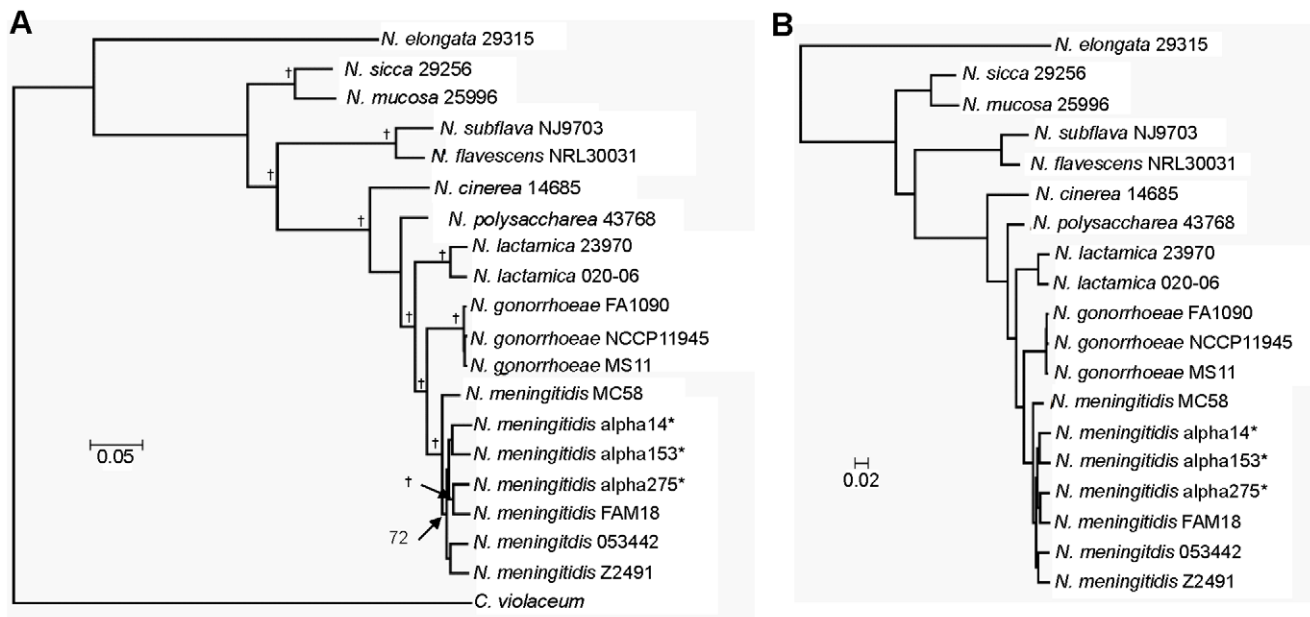 A
N. elongata 29315
† N. sicca 29256
N. mucosa 25996
† N. subflava NJ9703
N. flavescens NRL30031
†
N. cinerea 14685
†
N. polysaccharea 43768
† N. lactamica 23970
N. lactamica 020-06
N. gonorrhoeae FA1090
† †
N. gonorrhoeae NCCP11945
N. gonorrhoeae MS11
†
N. meningitidis MC58
N. meningitidis alpha14*
†
N. meningitidis alpha153*
† N. meningitidis alpha275*
N. meningitidis FAM18
72
N. meningitdis 053442
N. meningitidis Z2491
C. violaceum
0.05
B
N. elongata 29315
N. sicca 29256
N. mucosa 25996
N. subflava NJ9703
N. flavescens NRL30031
N. cinerea 14685
N. polysaccharea 43768
N. lactamica 23970
N. lactamica 020-06
N. gonorrhoeae FA1090
N. gonorrhoeae NCCP11945
N. gonorrhoeae MS11
N. meningitidis MC58
N. meningitidis alpha14*
N. meningitidis alpha153*
N. meningitidis alpha275*
N. meningitidis FAM18
N. meningitdis 053442
N. meningitidis Z2491
0.02